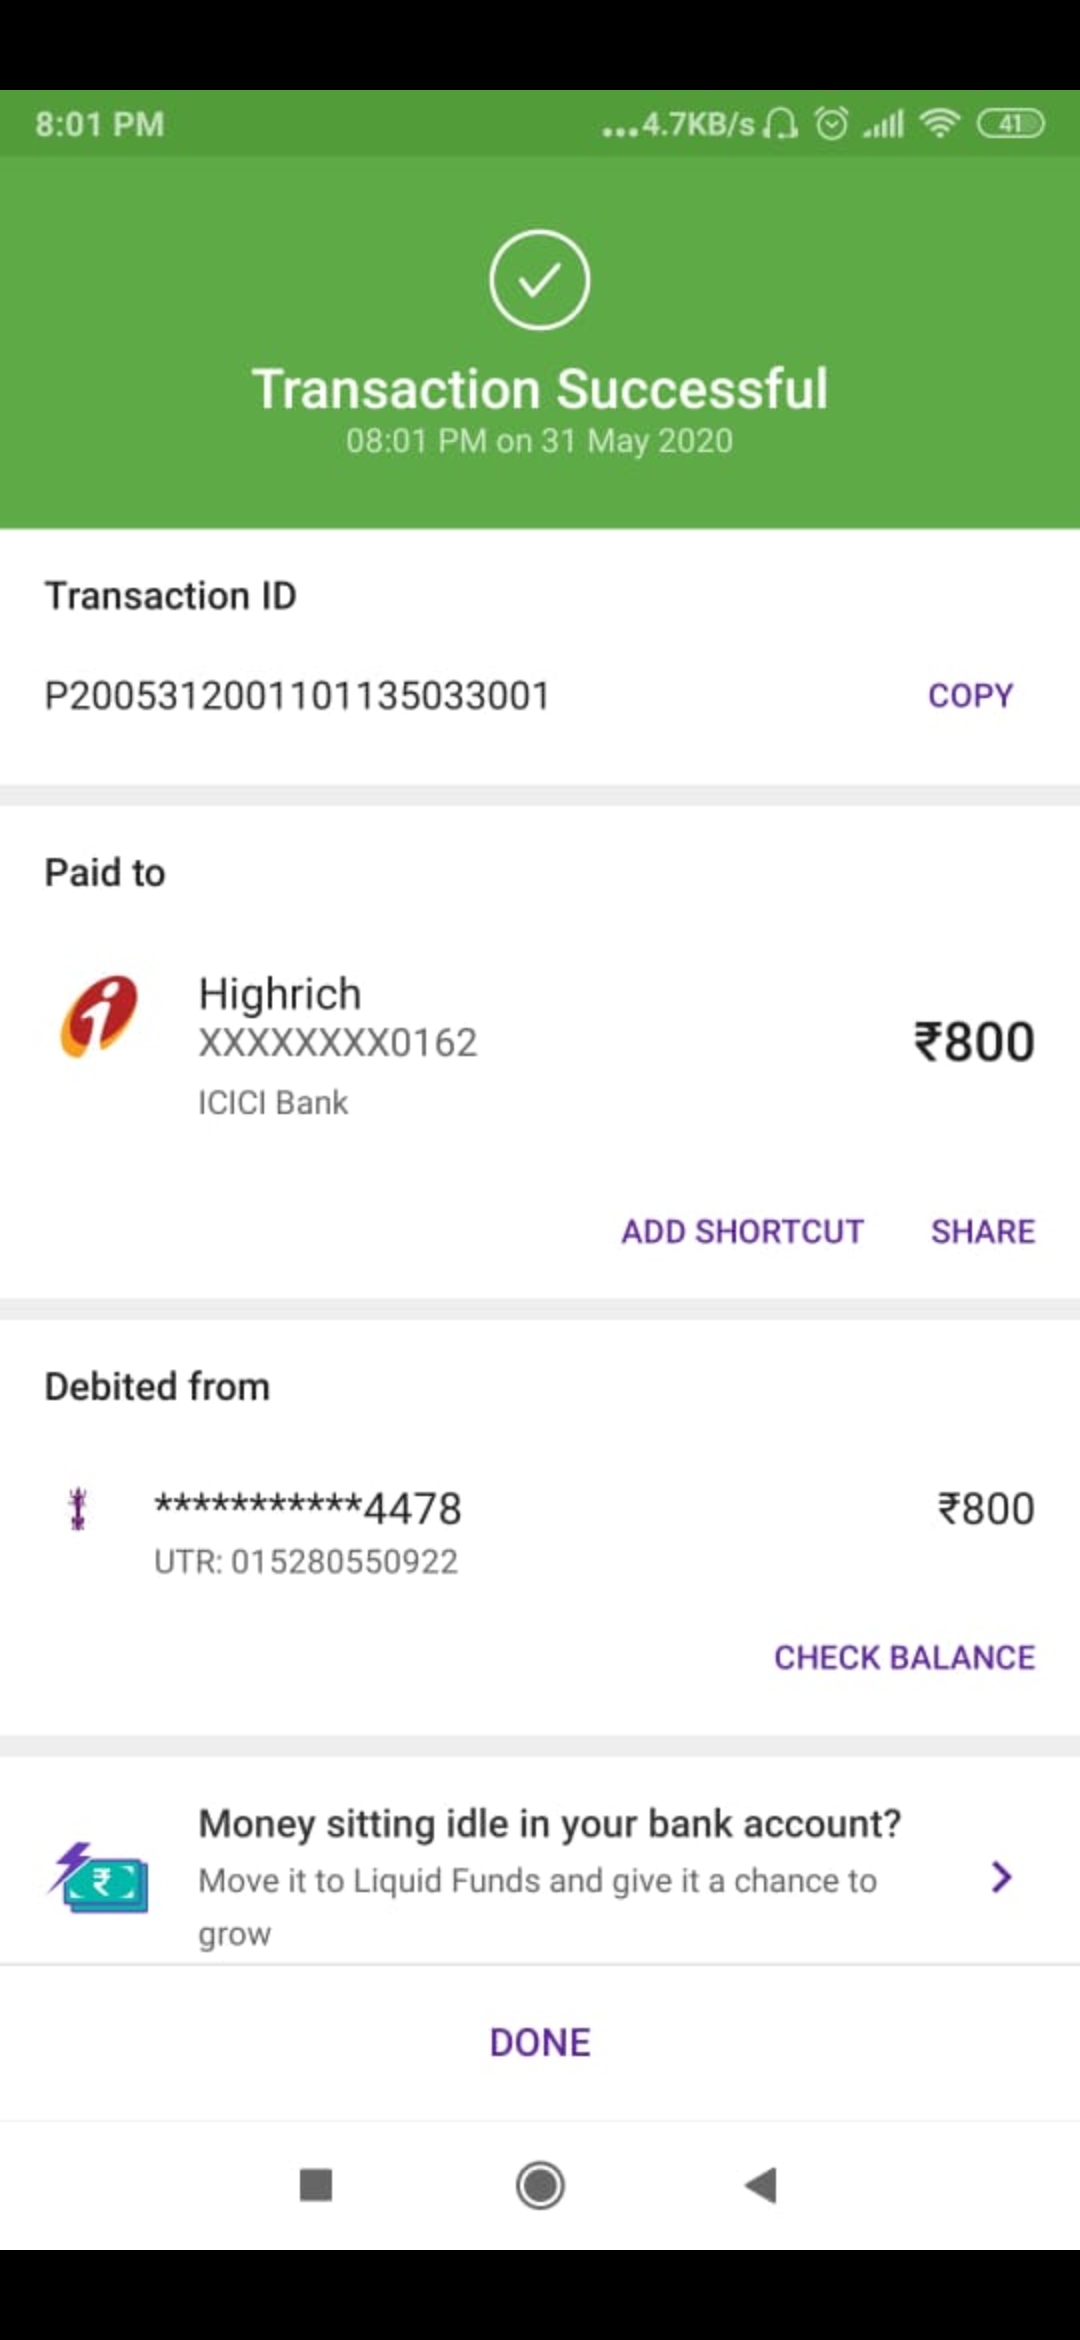 8:01 PM
...4.7KB/s 41
Transaction Successful
08:01 PM on 31 May 2020
Transaction ID
P2005312001101135033001 COPY
Paid to
Highrich
XXXXXXXX0162
₹800
ICICI Bank
ADD SHORTCUT SHARE
Debited from
***********4478 ₹800
UTR: 015280550922
CHECK BALANCE
Money sitting idle in your bank account?
Move it to Liquid Funds and give it a chance to
grow
DONE